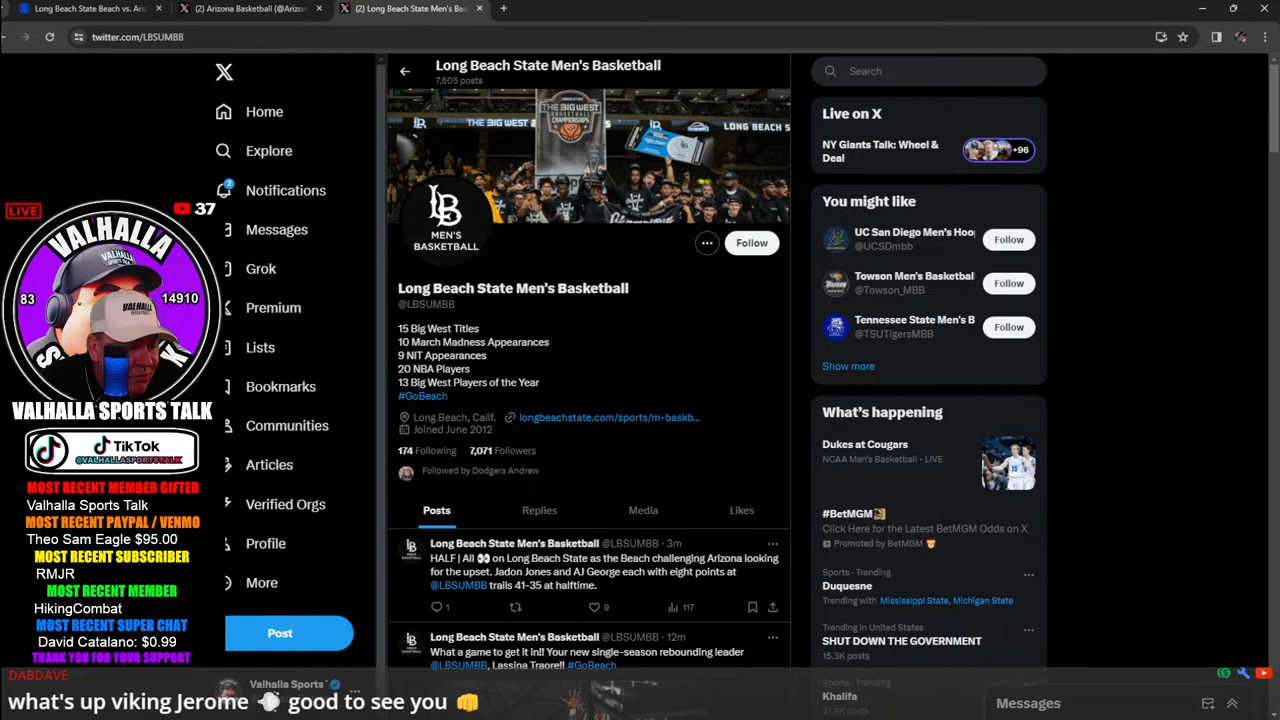 (2) Long Beach State Beach vs. Ari
(2) Arizona Basketball (@Arizon
(2) Long Beach State Men's Bas
twitter.com/LBSUMBB
Home
Explore
2
Notifications
Messages
Grok
Premium
Lists
Bookmarks
Communities
Articles
Verified Orgs
Profile
More
Post
Valhalla Sports
LIVE
37
VALHALLA
83
14910
VALHALLA SPORTS TALK
TikTok
@VALHALLASPORTSTALK
MOST RECENT MEMBER GIFTER
Valhalla Sports Talk
MOST RECENT PAYPAL / VENMO
Theo Sam Eagle $95.00
MOST RECENT SUBSCRIBER
RMJR
MOST RECENT MEMBER
HikingCombat
MOST RECENT SUPER CHAT
David Catalano: $0.99
THANK YOU FOR YOUR SUPPORT
Long Beach State Men's Basketball
7,605 posts
THE BIG WEST
BASKETBALL
CHAMPIONSHIPS
THE BIG WEST
LONG BEACH S
LB
MEN'S
BASKETBALL
Follow
Long Beach State Men's Basketball
@LBSUMBB
15 Big West Titles
10 March Madness Appearances
9 NIT Appearances
20 NBA Players
13 Big West Players of the Year
#GoBeach
Long Beach, Calif. longbeachstate.com/sports/m-baskb...
Joined June 2012
174 Following 7,071 Followers
Followed by Dodgers Andrew
Posts Replies Media Likes
Long Beach State Men's Basketball @LBSUMBB · 3m
HALF | All 👀 on Long Beach State as the Beach challenging Arizona looking
for the upset. Jadon Jones and AJ George each with eight points at
@LBSUMBB trails 41-35 at halftime.
1 9 117
Long Beach State Men's Basketball @LBSUMBB · 12m
What a game to get it in!! Your new single-season rebounding leader
@LBSUMBB, Lassina Traore!! #GoBeach
Search
Live on X
NY Giants Talk: Wheel &
Deal
+96
You might like
UC San Diego Men's Hoo
@UCSDmbb
Follow
Towson Men's Basketball
@Towson_MBB
Follow
Tennessee State Men's B
@TSUTigersMBB
Follow
Show more
What's happening
Dukes at Cougars
NCAA Men's Basketball · LIVE
#BetMGM
Click Here for the Latest BetMGM Odds on X
Promoted by BetMGM 🦁
Sports · Trending
Duquesne
Trending with Mississippi State, Michigan State
Trending in United States
SHUT DOWN THE GOVERNMENT
15.3K posts
Sports · Trending
Khalifa
21.9K posts
Messages
DABDAVE
what's up viking Jerome 💨 good to see you 👊